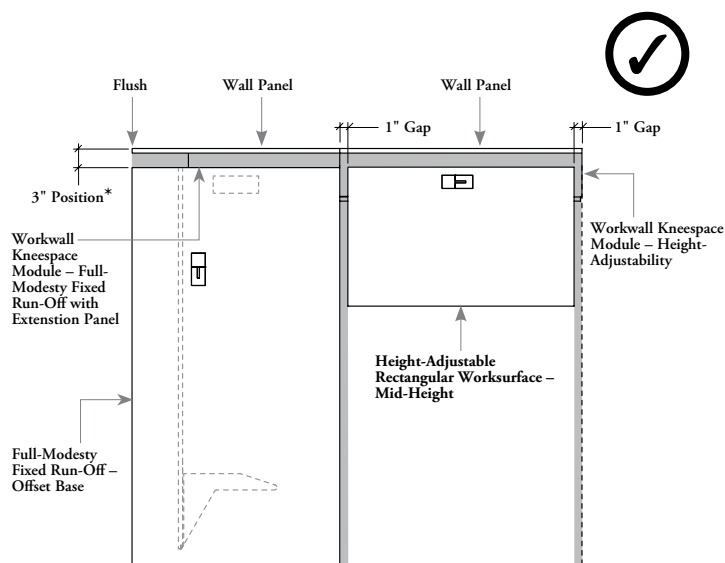 Flush
Wall Panel
Wall Panel
1" Gap
1" Gap
3" Position*
Workwall
Kneespace
Module – Full-
Modesty Fixed
Run-Off with
Extenstion Panel
Workwall Kneespace
Module – Height-
Adjustability
Height-Adjustable
Rectangular Worksurface –
Mid-Height
Full-Modesty
Fixed Run-Off –
Offset Base